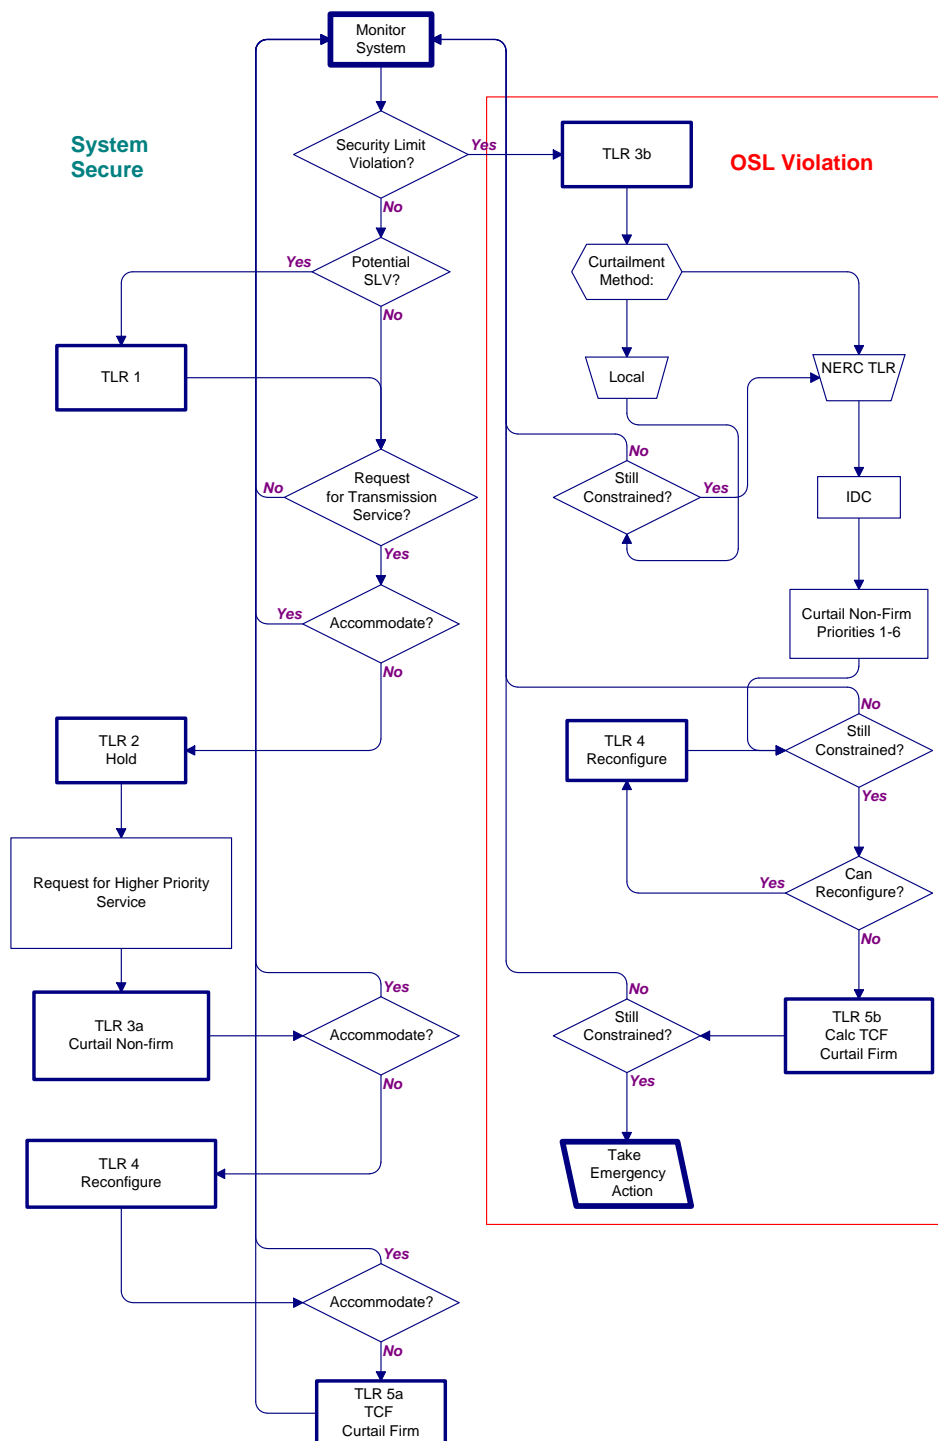 Monitor
System
System
Secure
Security Limit
Violation?
Yes
No
TLR 3b
OSL Violation
Potential
SLV?
Yes
No
Curtailment
Method:
TLR 1
Local
NERC TLR
Request
for Transmission
Service?
No
Yes
Still
Constrained?
No
Yes
IDC
Accommodate?
Yes
No
Curtail Non-Firm
Priorities 1-6
TLR 2
Hold
TLR 4
Reconfigure
No
Still
Constrained?
Yes
Request for Higher Priority
Service
Can
Reconfigure?
Yes
No
TLR 3a
Curtail Non-firm
Yes
Accommodate?
No
No
Still
Constrained?
Yes
TLR 5b
Calc TCF
Curtail Firm
TLR 4
Reconfigure
Take
Emergency
Action
Yes
Accommodate?
No
TLR 5a
TCF
Curtail Firm